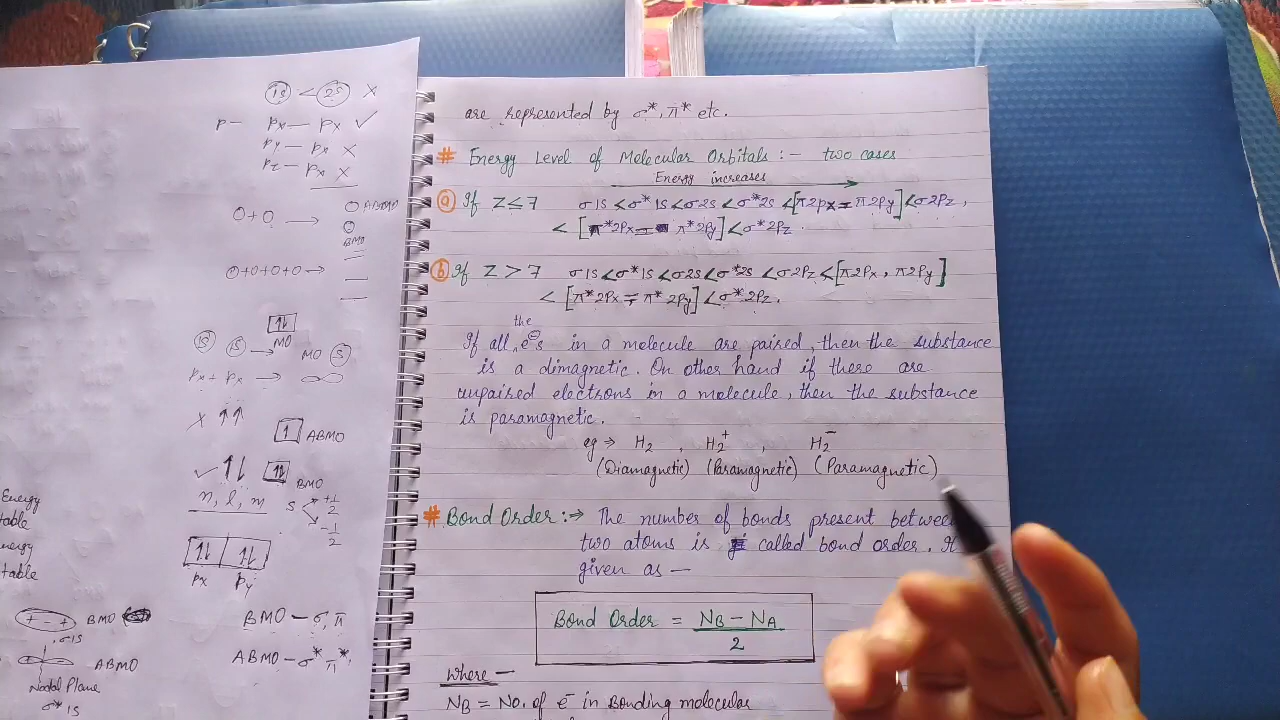 1s < 2s X
p- px — px ✓
py — px X
pz — px X
O+O → O ABMO
O
BMO
O+O+O+O →
1S 1S → MO S
MO
px + px →
X ↑↑
1 ABMO
✓ ↑↓ ⥮ BMO
n, l, m S +1/2
-1/2
Energy
table
energy
table
px py
+ - + BMO
σ1s
ABMO
Nodal Plane
σ*1s
BMO — σ, π
ABMO — σ* π*.
are represented by σ*, π* etc.
# Energy Level of Molecular Orbitals :- two cases
Energy increases
a If Z≤7 σ1S<σ*1S<σ2S<σ*2S<[π2px = π2Py]<σ2Pz,
< [π*2Px = π*2Py]<σ*2Pz.
b If Z > 7 σ1S<σ*1S<σ2S<σ*2S<σ2Pz<[π2Px, π2Py]
< [π*2Px = π*2Py]<σ*2Pz.
If all the e⊖s in a molecule are paired, then the substance
is a dimagnetic. On other hand if there are
unpaired electrons in a molecule, then the substance
is paramagnetic.
eg → H2 , H2+ , H2-
(Diamagnetic) (Paramagnetic) (Paramagnetic)
# Bond Order :→ The number of bonds present between
two atoms is called bond order. It
given as —
Bond Order = NB - NA
2
Where —
NB = No. of e- in Bonding molecular